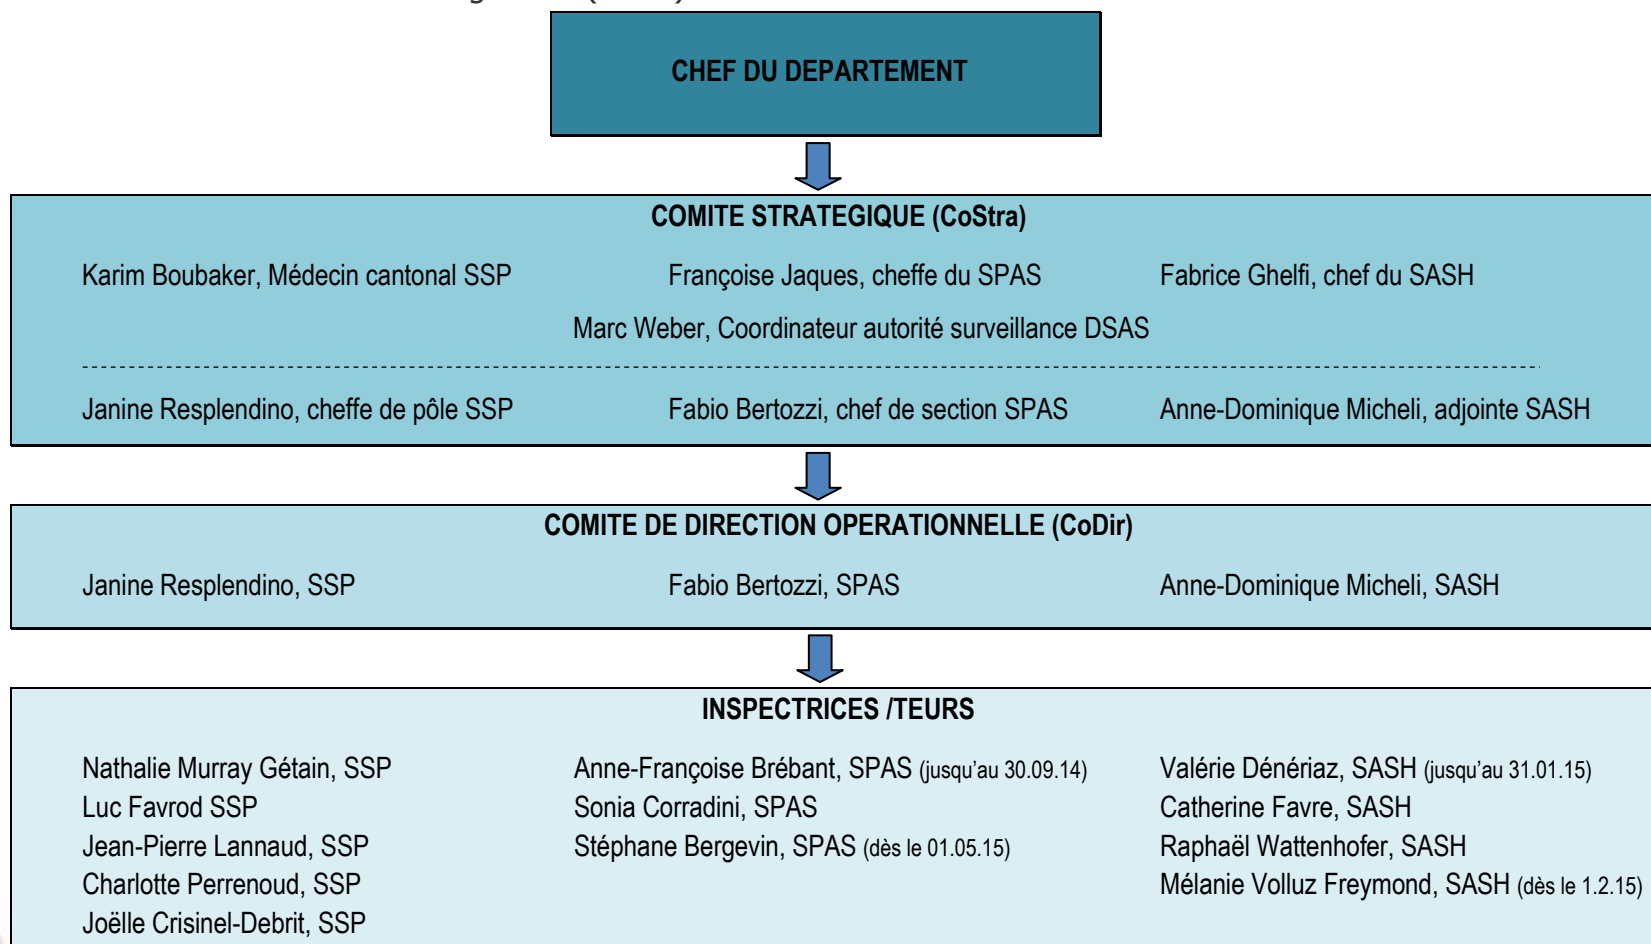 CHEF DU DEPARTEMENT
COMITE STRATEGIQUE (CoStra)
Karim Boubaker, Médecin cantonal SSP Françoise Jaques, cheffe du SPAS Fabrice Ghelfi, chef du SASH
Marc Weber, Coordinateur autorité surveillance DSAS
Janine Resplendino, cheffe de pôle SSP Fabio Bertozzi, chef de section SPAS Anne-Dominique Micheli, adjointe SASH
COMITE DE DIRECTION OPERATIONNELLE (CoDir)
Janine Resplendino, SSP Fabio Bertozzi, SPAS Anne-Dominique Micheli, SASH
INSPECTRICES /TEURS
Nathalie Murray Gétain, SSP Anne-Françoise Brébant, SPAS (jusqu'au 30.09.14) Valérie Dénériaz, SASH (jusqu'au 31.01.15)
Luc Favrod SSP Sonia Corradini, SPAS Catherine Favre, SASH
Jean-Pierre Lannaud, SSP Stéphane Bergevin, SPAS (dès le 01.05.15) Raphaël Wattenhofer, SASH
Charlotte Perrenoud, SSP Mélanie Volluz Freymond, SASH (dès le 1.2.15)
Joëlle Crisinel-Debrit, SSP